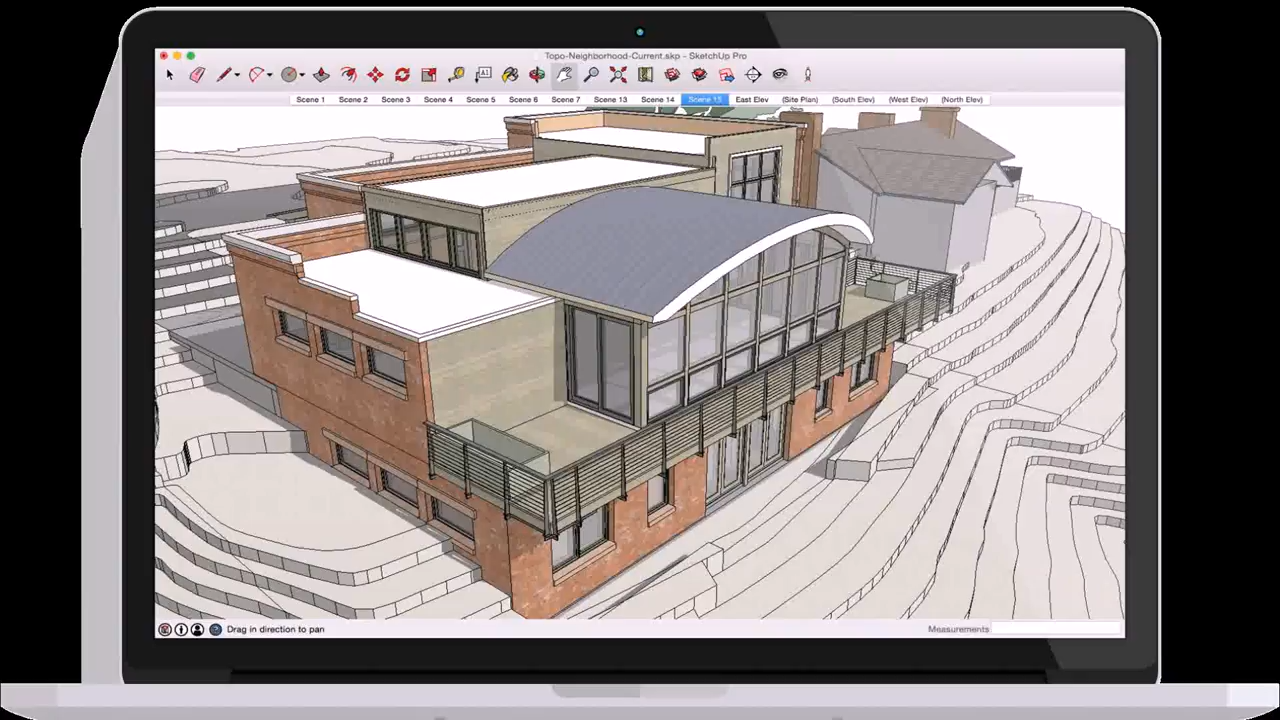 Topo-Neighborhood-Current.skp - SketchUp Pro
A1
Scene 1 Scene 2 Scene 3 Scene 4 Scene 5 Scene 6 Scene 7 Scene 13 Scene 14 Scene 15 East Elev (Site Plan) (South Elev) (West Elev) (North Elev)
Drag in direction to pan Measurements